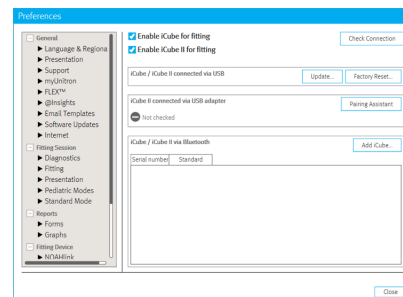 Preferences
General
Language & Regiona
Presentation
Support
myUnitron
FLEX™
@Insights
Email Templates
Software Updates
Internet
Fitting Session
Diagnostics
Fitting
Presentation
Pediatric Modes
Standard Mode
Reports
Forms
Graphs
Fitting Device
NOAHlink
Enable iCube for fitting
Check Connection
Enable iCube II for fitting
iCube / iCube II connected via USB
Update...
Factory Reset...
iCube II connected via USB adapter
Pairing Assistant
Not checked
iCube / iCube II via Bluetooth
Add iCube...
Serial number Standard
Close